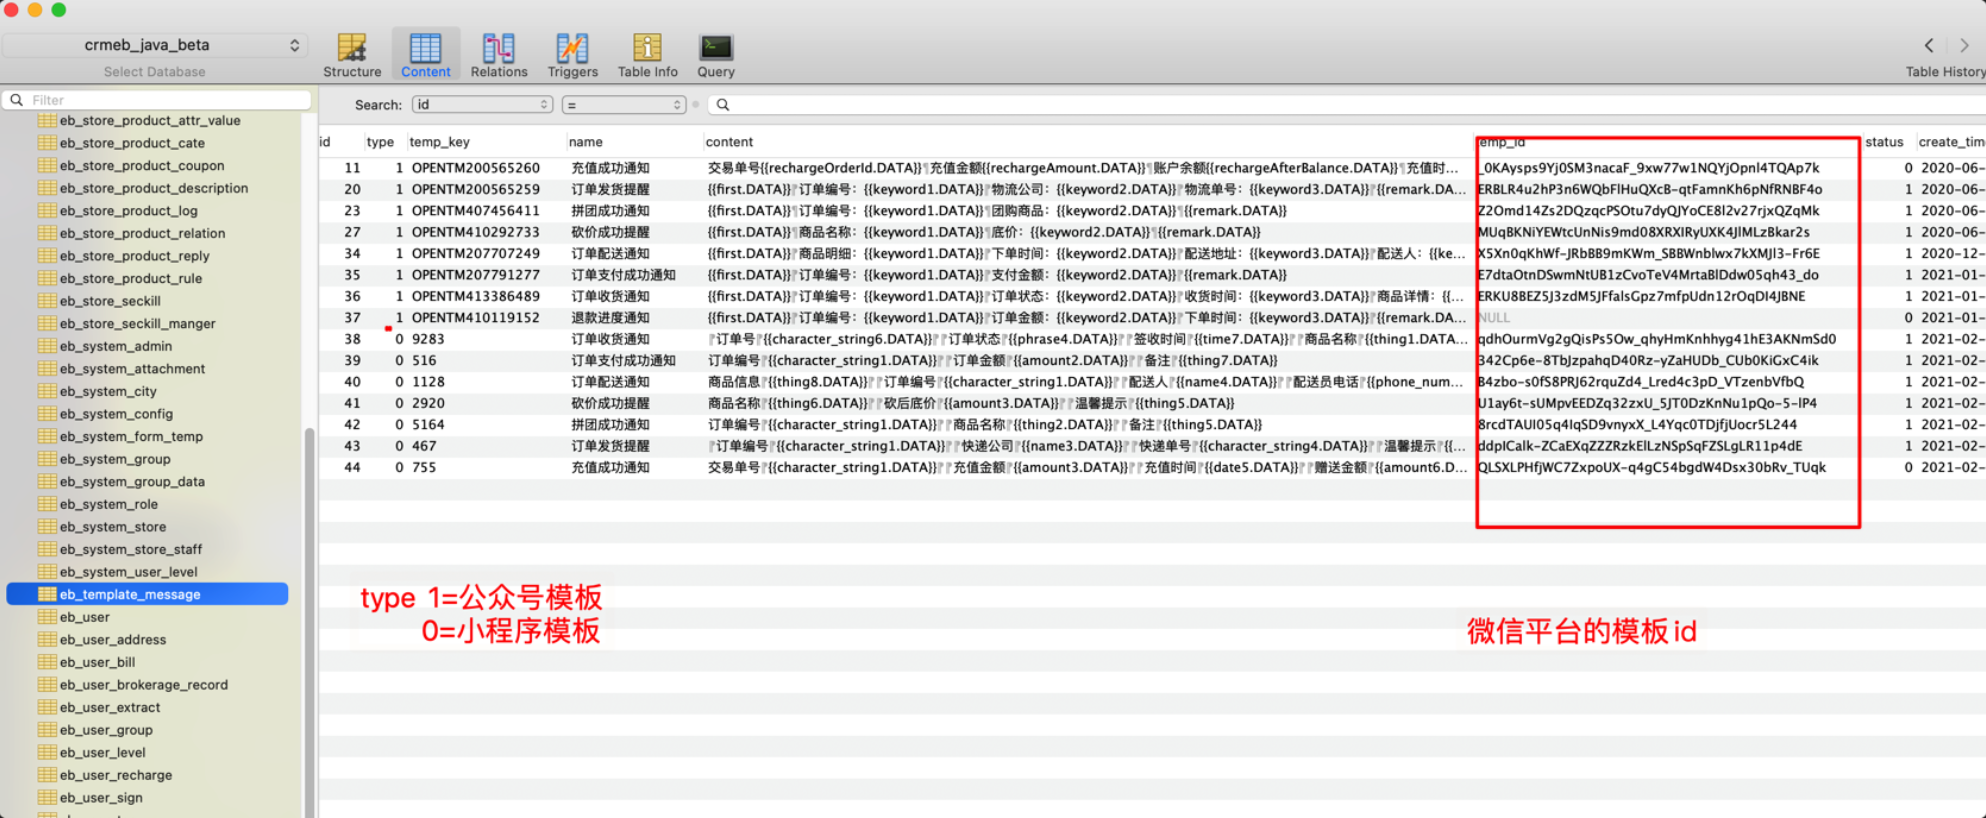 crmeb_java_beta
Select Database
Structure
Content
Relations
Triggers
Table Info
Query
Table History
Filter
Search:
id
=
eb_store_product_attr_value
eb_store_product_cate
eb_store_product_coupon
eb_store_product_description
eb_store_product_log
eb_store_product_relation
eb_store_product_reply
eb_store_product_rule
eb_store_seckill
eb_store_seckill_manger
eb_system_admin
eb_system_attachment
eb_system_city
eb_system_config
eb_system_form_temp
eb_system_group
eb_system_group_data
eb_system_role
eb_system_store
eb_system_store_staff
eb_system_user_level
eb_template_message
eb_user
eb_user_address
eb_user_bill
eb_user_brokerage_record
eb_user_extract
eb_user_group
eb_user_level
eb_user_recharge
eb_user_sign
id type temp_key name content emp_id status create_tim
11 1 OPENTM200565260 充值成功通知 交易单号{{rechargeOrderId.DATA}}¶充值金额{{rechargeAmount.DATA}}¶账户余额{{rechargeAfterBalance.DATA}}¶充值时… _0KAysps9Yj0SM3nacaF_9xw77w1NQYjOpnl4TQAp7k 0 2020-06-
20 1 OPENTM200565259 订单发货提醒 {{first.DATA}}订单编号：{{keyword1.DATA}}物流公司：{{keyword2.DATA}}物流单号：{{keyword3.DATA}}{{remark.DA… ERBLR4u2hP3n6WQbFlHuQXcB-qtFamnKh6pNfRNBF4o 1 2020-06-
23 1 OPENTM407456411 拼团成功通知 {{first.DATA}}¶订单编号：{{keyword1.DATA}}¶团购商品：{{keyword2.DATA}}¶{{remark.DATA}} Z2Omd14Zs2DQzqcPSOtu7dyQJYoCE8l2v27rjxQZqMk 1 2020-06-
27 1 OPENTM410292733 砍价成功提醒 {{first.DATA}}¶商品名称：{{keyword1.DATA}}¶底价：{{keyword2.DATA}}¶{{remark.DATA}} MUqBKNiYEWtcUnNis9md08XRXIRyUXK4JlMLzBkar2s 1 2020-06-
34 1 OPENTM207707249 订单配送通知 {{first.DATA}}商品明细：{{keyword1.DATA}}下单时间：{{keyword2.DATA}}配送地址：{{keyword3.DATA}}配送人：{{ke… X5Xn0qKhWf-JRbBB9mKWm_SBBWnblwx7kXMJl3-Fr6E 1 2020-12-
35 1 OPENTM207791277 订单支付成功通知 {{first.DATA}}订单编号：{{keyword1.DATA}}支付金额：{{keyword2.DATA}}{{remark.DATA}} E7dtaOtnDSwmNtUB1zCvoTeV4MrtaBlDdw05qh43_do 1 2021-01-
36 1 OPENTM413386489 订单收货通知 {{first.DATA}}订单编号：{{keyword1.DATA}}订单状态：{{keyword2.DATA}}收货时间：{{keyword3.DATA}}商品详情：{{… ERKU8BEZ5J3zdM5JFfalsGpz7mfpUdn12rOqDI4JBNE 1 2021-01-
37 1 OPENTM410119152 退款进度通知 {{first.DATA}}订单编号：{{keyword1.DATA}}订单金额：{{keyword2.DATA}}下单时间：{{keyword3.DATA}}{{remark.DA… NULL 0 2021-01-
38 0 9283 订单收货通知 订单号{{character_string6.DATA}}订单状态{{phrase4.DATA}}签收时间{{time7.DATA}}商品名称{{thing1.DATA… qdhOurmVg2gQisPs5Ow_qhyHmKnhhyg41hE3AKNmSd0 1 2021-02-
39 0 516 订单支付成功通知 订单编号{{character_string1.DATA}}订单金额{{amount2.DATA}}备注{{thing7.DATA}} 342Cp6e-8TbJzpahqD40Rz-yZaHUDb_CUb0KiGxC4ik 1 2021-02-
40 0 1128 订单配送通知 商品信息{{thing8.DATA}}订单编号{{character_string1.DATA}}配送人{{name4.DATA}}配送员电话{{phone_num… B4zbo-s0fS8PRJ62rquZd4_Lred4c3pD_VTzenbVfbQ 1 2021-02-
41 0 2920 砍价成功提醒 商品名称{{thing6.DATA}}砍后底价{{amount3.DATA}}温馨提示{{thing5.DATA}} U1ay6t-sUMpvEEDZq32zxU_5JT0DzKnNu1pQo-5-lP4 1 2021-02-
42 0 5164 拼团成功通知 订单编号{{character_string1.DATA}}商品名称{{thing2.DATA}}备注{{thing5.DATA}} 8rcdTAUI05q4IqSD9vnyxX_L4Yqc0TDjfjUocr5L244 1 2021-02-
43 0 467 订单发货提醒 订单编号{{character_string1.DATA}}快递公司{{name3.DATA}}快递单号{{character_string4.DATA}}温馨提示{{… ddpICalk-ZCaEXqZZZRzkElLzNSpSqFZSLgLR11p4dE 1 2021-02-
44 0 755 充值成功通知 交易单号{{character_string1.DATA}}充值金额{{amount3.DATA}}充值时间{{date5.DATA}}赠送金额{{amount6.D… QLSXLPHfjWC7ZxpoUX-q4gC54bgdW4Dsx30bRv_TUqk 0 2021-02-
type 1=公众号模板
0=小程序模板
微信平台的模板id